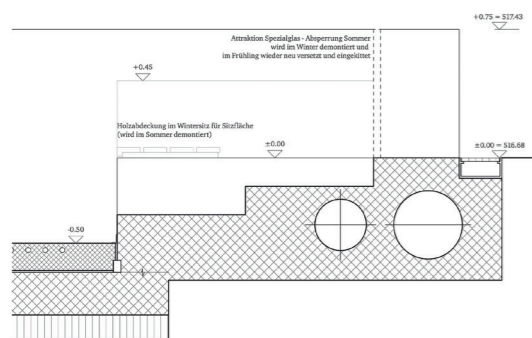 +0.75 = 517.43
Attraktion Spezialglas - Absperrung Sommer
wird im Winter demontiert und
im Frühling wieder neu versetzt und eingekittet
+0.45
Holzabdeckung im Wintersitz für Sitzfläche
(wird im Sommer demontiert)
±0.00
±0.00 = 516.68
-0.50